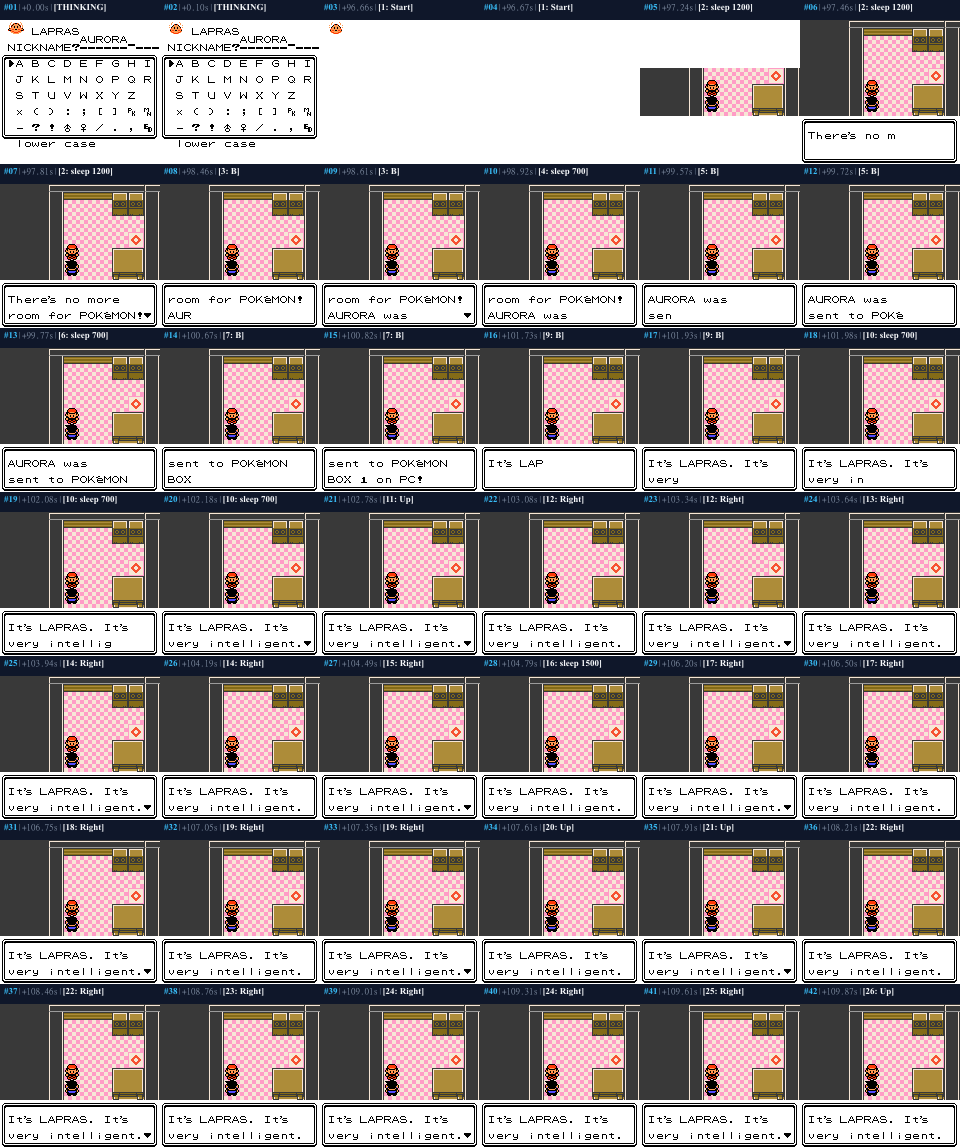 #01|+0.00s|[THINKING]
#02|+0.10s|[THINKING]
#03|+96.66s|[1: Start]
#04|+96.67s|[1: Start]
#05|+97.24s|[2: sleep 1200]
#06|+97.46s|[2: sleep 1200]
LAPRAS
AURORA
NICKNAME?
A B C D E F G H I
J K L M N O P Q R
S T U V W X Y Z
× ( ) : ; [ ] PK MN
- ? ! ♂ ♀ / . , ED
lower case
LAPRAS
AURORA
NICKNAME?
A B C D E F G H I
J K L M N O P Q R
S T U V W X Y Z
× ( ) : ; [ ] PK MN
- ? ! ♂ ♀ / . , ED
lower case
There's no m
#07|+97.81s|[2: sleep 1200]
#08|+98.46s|[3: B]
#09|+98.61s|[3: B]
#10|+98.92s|[4: sleep 700]
#11|+99.57s|[5: B]
#12|+99.72s|[5: B]
There's no more
room for POKéMON!
room for POKéMON!
AUR
room for POKéMON!
AURORA was
room for POKéMON!
AURORA was
AURORA was
sen
AURORA was
sent to POKé
#13|+99.77s|[6: sleep 700]
#14|+100.67s|[7: B]
#15|+100.82s|[7: B]
#16|+101.73s|[9: B]
#17|+101.93s|[9: B]
#18|+101.98s|[10: sleep 700]
AURORA was
sent to POKéMON
sent to POKéMON
BOX
sent to POKéMON
BOX 1 on PC!
It's LAP
It's LAPRAS. It's
very
It's LAPRAS. It's
very in
#19|+102.08s|[10: sleep 700]
#20|+102.18s|[10: sleep 700]
#21|+102.78s|[11: Up]
#22|+103.08s|[12: Right]
#23|+103.34s|[12: Right]
#24|+103.64s|[13: Right]
It's LAPRAS. It's
very intellig
It's LAPRAS. It's
very intelligent.
It's LAPRAS. It's
very intelligent.
It's LAPRAS. It's
very intelligent.
It's LAPRAS. It's
very intelligent.
It's LAPRAS. It's
very intelligent.
#25|+103.94s|[14: Right]
#26|+104.19s|[14: Right]
#27|+104.49s|[15: Right]
#28|+104.79s|[16: sleep 1500]
#29|+106.20s|[17: Right]
#30|+106.50s|[17: Right]
It's LAPRAS. It's
very intelligent.
It's LAPRAS. It's
very intelligent.
It's LAPRAS. It's
very intelligent.
It's LAPRAS. It's
very intelligent.
It's LAPRAS. It's
very intelligent.
It's LAPRAS. It's
very intelligent.
#31|+106.75s|[18: Right]
#32|+107.05s|[19: Right]
#33|+107.35s|[19: Right]
#34|+107.61s|[20: Up]
#35|+107.91s|[21: Up]
#36|+108.21s|[22: Right]
It's LAPRAS. It's
very intelligent.
It's LAPRAS. It's
very intelligent.
It's LAPRAS. It's
very intelligent.
It's LAPRAS. It's
very intelligent.
It's LAPRAS. It's
very intelligent.
It's LAPRAS. It's
very intelligent.
#37|+108.46s|[22: Right]
#38|+108.76s|[23: Right]
#39|+109.01s|[24: Right]
#40|+109.31s|[24: Right]
#41|+109.61s|[25: Right]
#42|+109.87s|[26: Up]
It's LAPRAS. It's
very intelligent.
It's LAPRAS. It's
very intelligent.
It's LAPRAS. It's
very intelligent.
It's LAPRAS. It's
very intelligent.
It's LAPRAS. It's
very intelligent.
It's LAPRAS. It's
very intelligent.